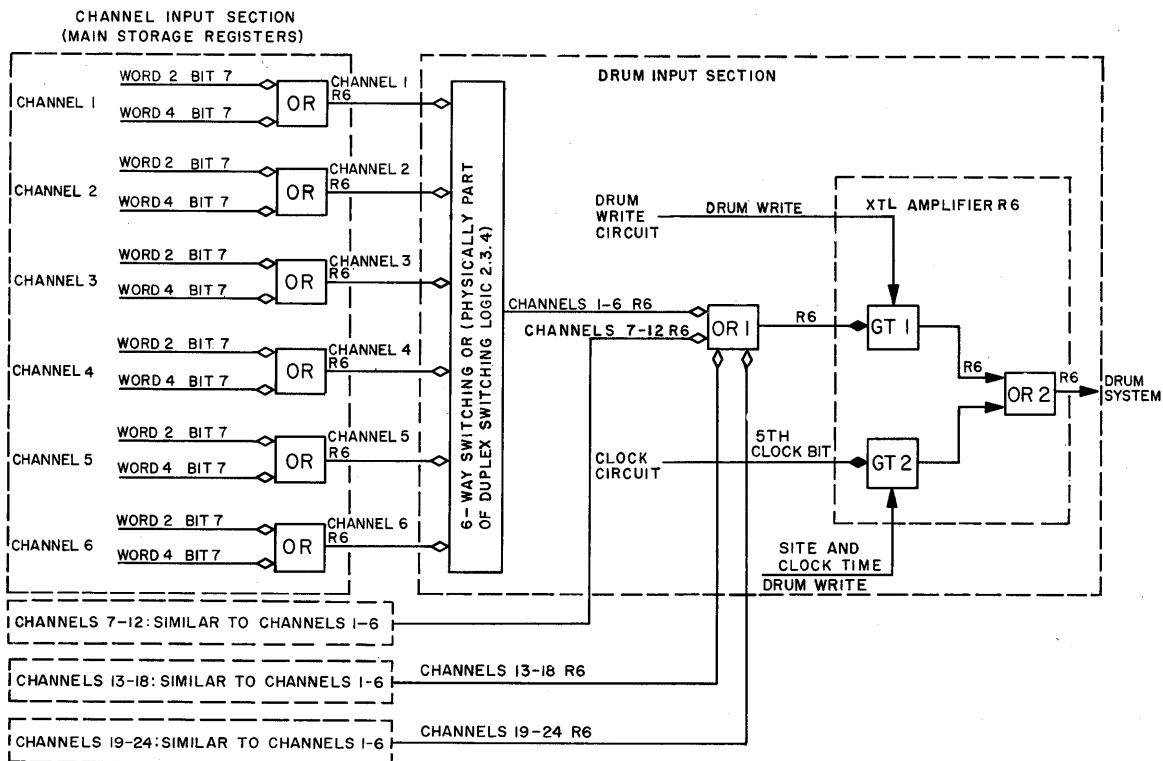 CHANNEL INPUT SECTION
(MAIN STORAGE REGISTERS)
CHANNEL 1
WORD 2 BIT 7
WORD 4 BIT 7
OR
CHANNEL 1
R6
CHANNEL 2
WORD 2 BIT 7
WORD 4 BIT 7
OR
CHANNEL 2
R6
CHANNEL 3
WORD 2 BIT 7
WORD 4 BIT 7
OR
CHANNEL 3
R6
CHANNEL 4
WORD 2 BIT 7
WORD 4 BIT 7
OR
CHANNEL 4
R6
CHANNEL 5
WORD 2 BIT 7
WORD 4 BIT 7
OR
CHANNEL 5
R6
CHANNEL 6
WORD 2 BIT 7
WORD 4 BIT 7
OR
CHANNEL 6
R6
DRUM INPUT SECTION
6-WAY SWITCHING OR (PHYSICALLY PART
OF DUPLEX SWITCHING LOGIC 2.3.4)
CHANNELS 1-6 R6
CHANNELS 7-12 R6
OR 1
R6
DRUM
WRITE
CIRCUIT
DRUM WRITE
XTL AMPLIFIER R6
GT 1
R6
OR 2
R6
DRUM
SYSTEM
CLOCK
CIRCUIT
5TH
CLOCK BIT
GT 2
SITE AND
CLOCK TIME
DRUM WRITE
CHANNELS 7-12: SIMILAR TO CHANNELS 1-6
CHANNELS 13-18: SIMILAR TO CHANNELS 1-6
CHANNELS 13-18 R6
CHANNELS 19-24: SIMILAR TO CHANNELS 1-6
CHANNELS 19-24 R6